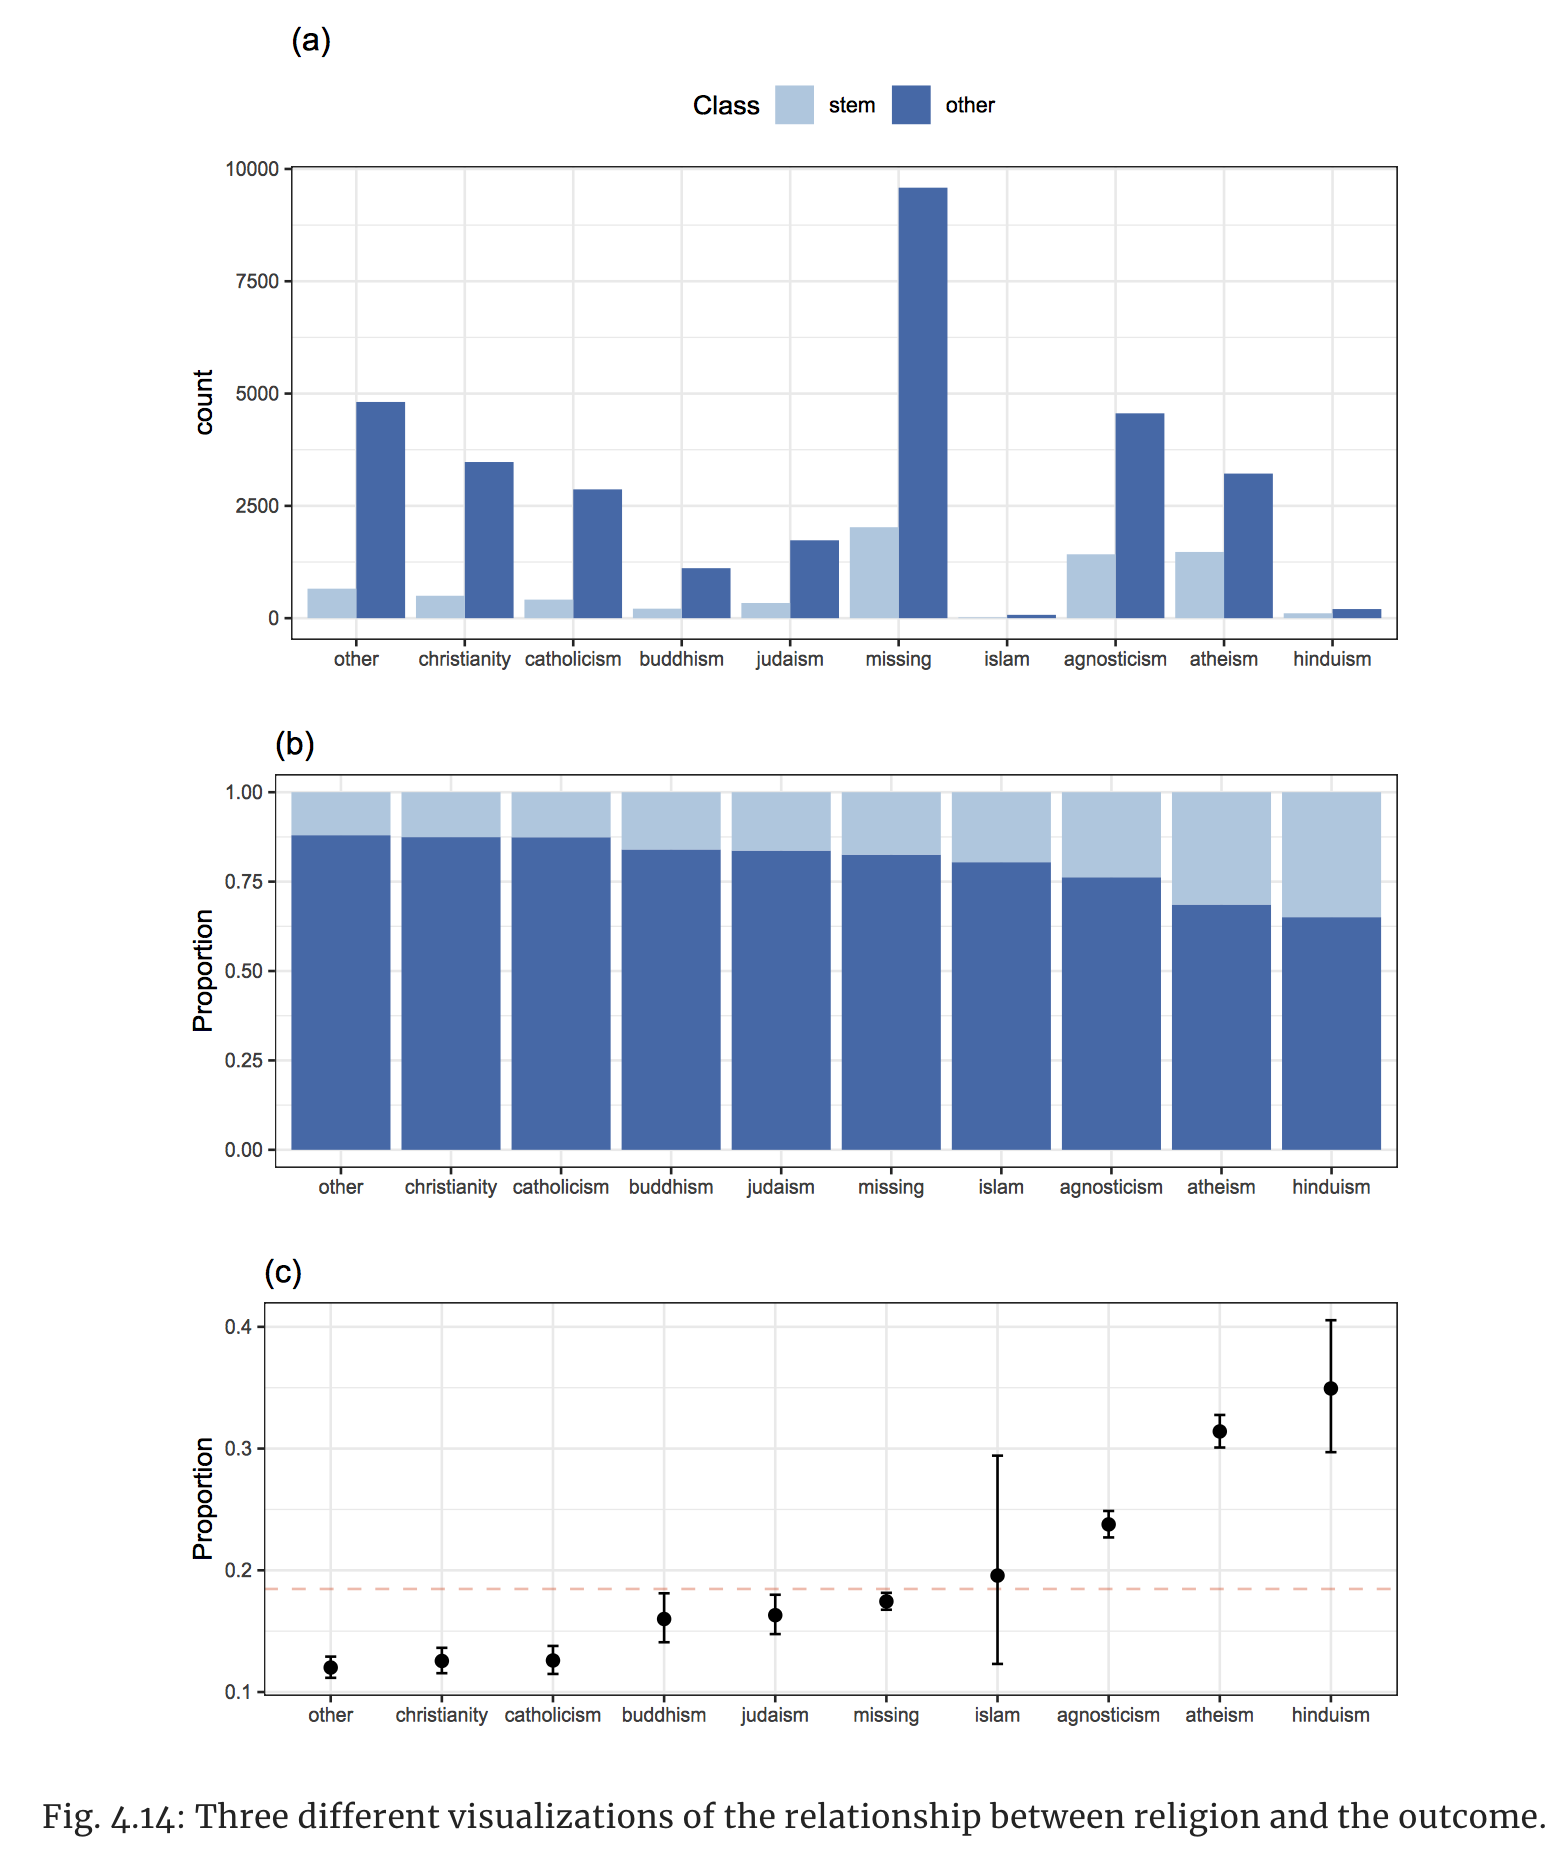 (a)
Class stem other
10000
7500
5000
2500
0
count
other christianity catholicism buddhism judaism missing islam agnosticism atheism hinduism
(b)
1.00
0.75
0.50
0.25
0.00
Proportion
other christianity catholicism buddhism judaism missing islam agnosticism atheism hinduism
(c)
0.4
0.3
0.2
0.1
Proportion
other christianity catholicism buddhism judaism missing islam agnosticism atheism hinduism
Fig. 4.14: Three different visualizations of the relationship between religion and the outcome.